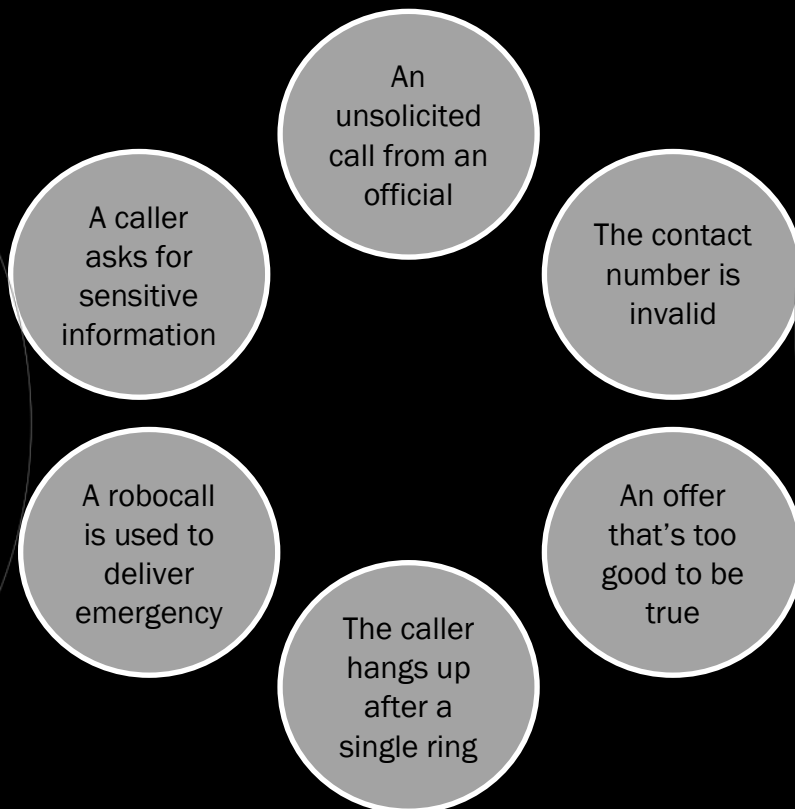 An
unsolicited
call from an
official
The contact
number is
invalid
An offer
that's too
good to be
true
The caller
hangs up
after a
single ring
A robocall
is used to
deliver
emergency
A caller
asks for
sensitive
information